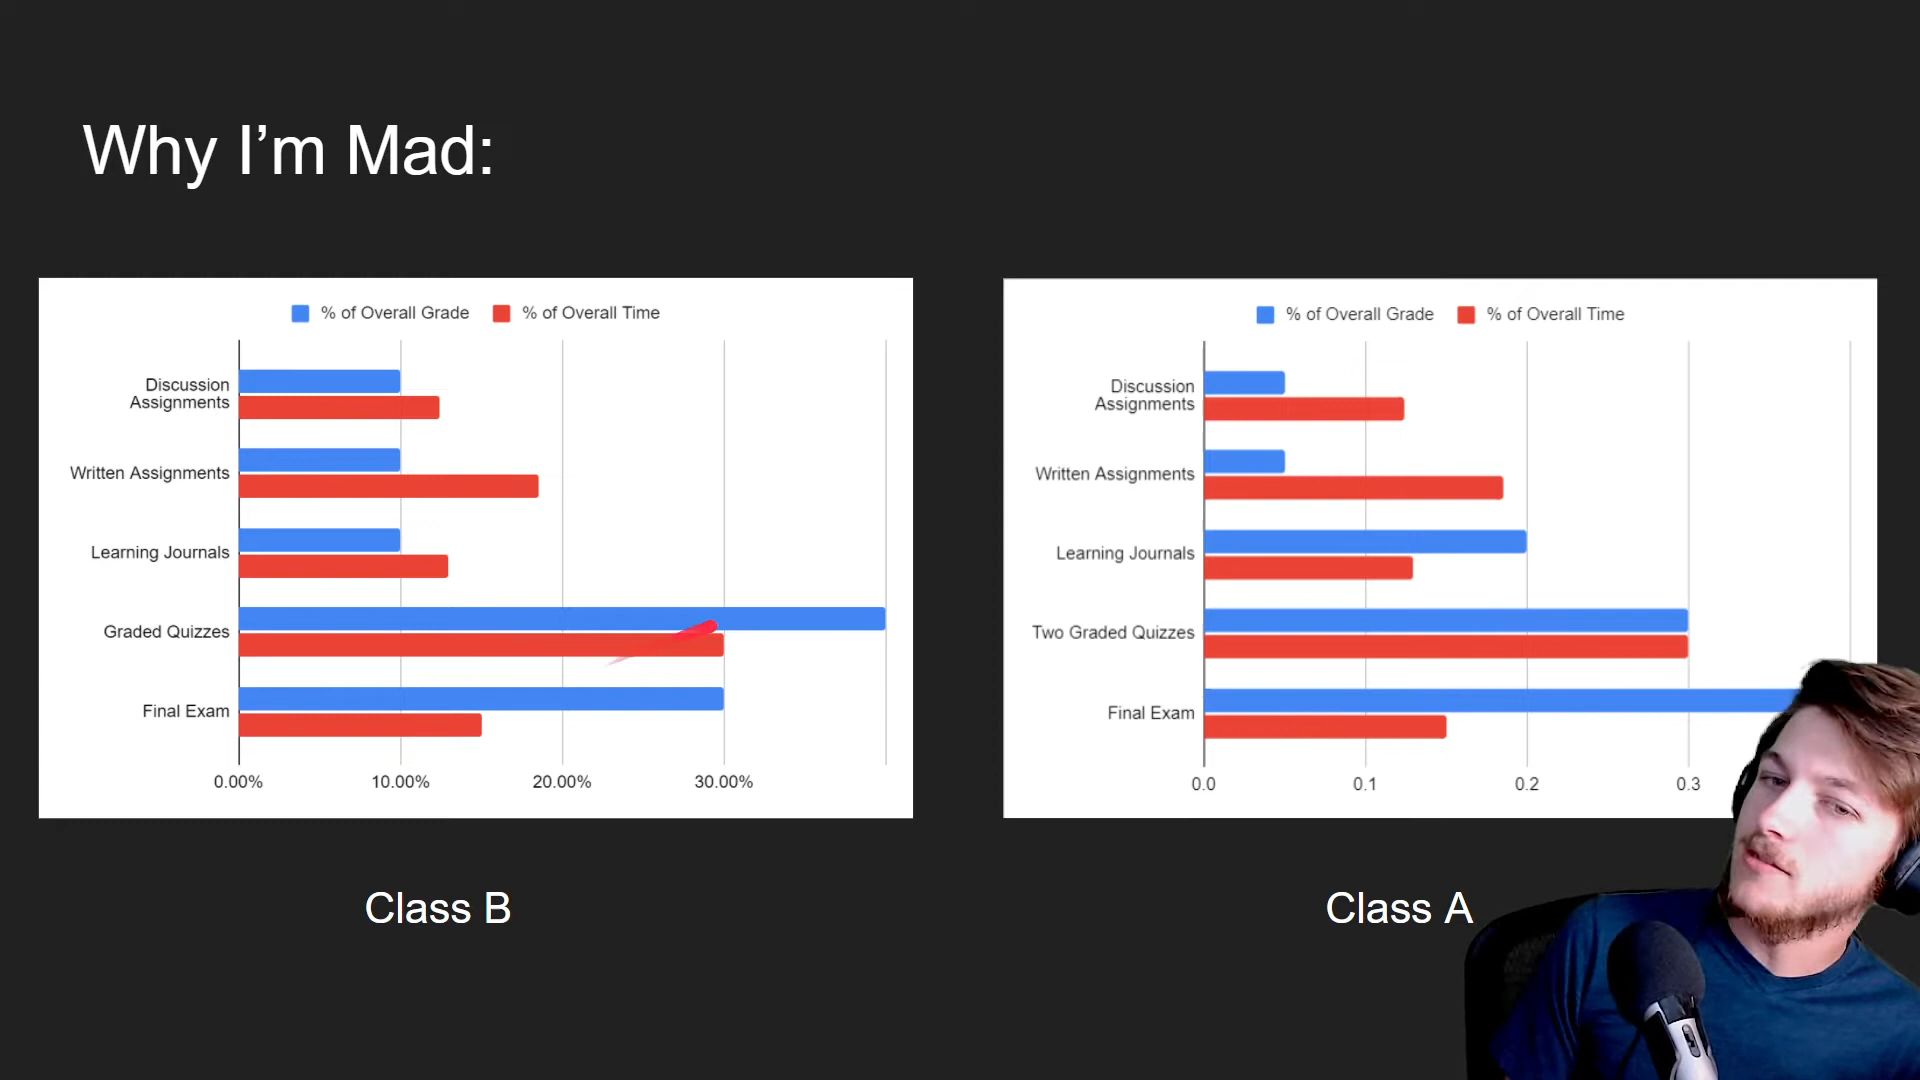 Why I'm Mad:
% of Overall Grade % of Overall Time
Discussion
Assignments
Written Assignments
Learning Journals
Graded Quizzes
Final Exam
0.00% 10.00% 20.00% 30.00%
Class B
% of Overall Grade % of Overall Time
Discussion
Assignments
Written Assignments
Learning Journals
Two Graded Quizzes
Final Exam
0.0 0.1 0.2 0.3
Class A